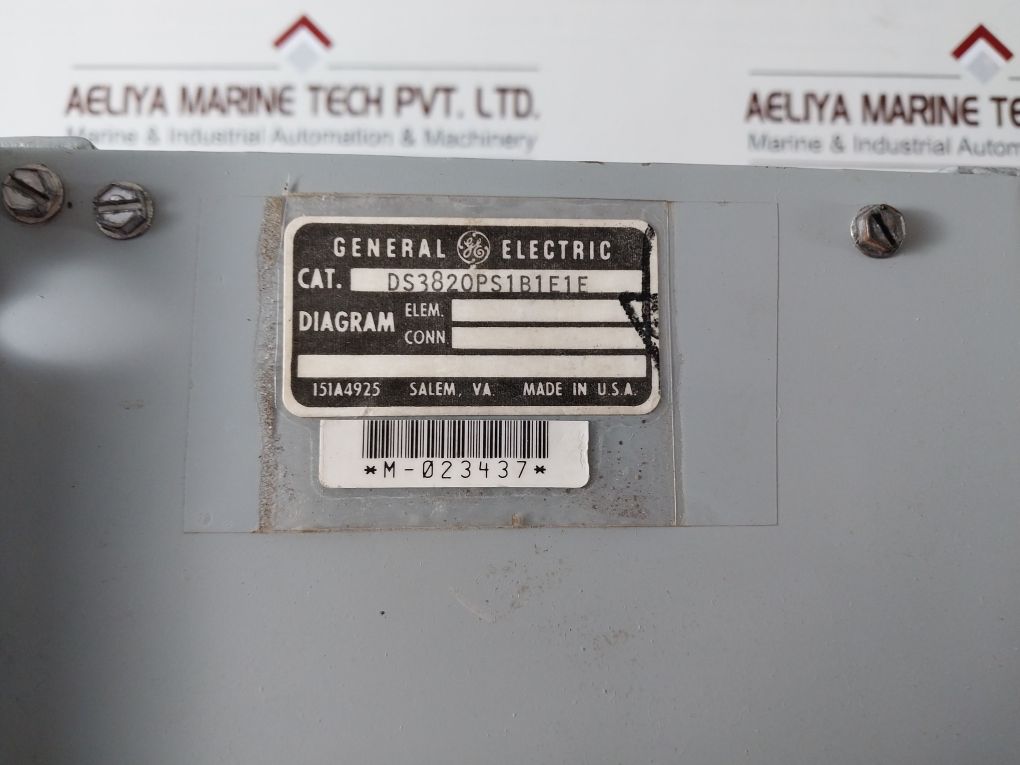 AELIYA MARINE TECH PVT. LTD.
Marine & Industrial Automation & Machinery
AELIYA MARINE TE
Marine & Industrial Autom
GENERAL GE ELECTRIC
CAT. DS3820PS1B1E1E
DIAGRAM
ELEM.
CONN
151A4925 SALEM, VA. MADE IN U.S.A.
*M-023437*